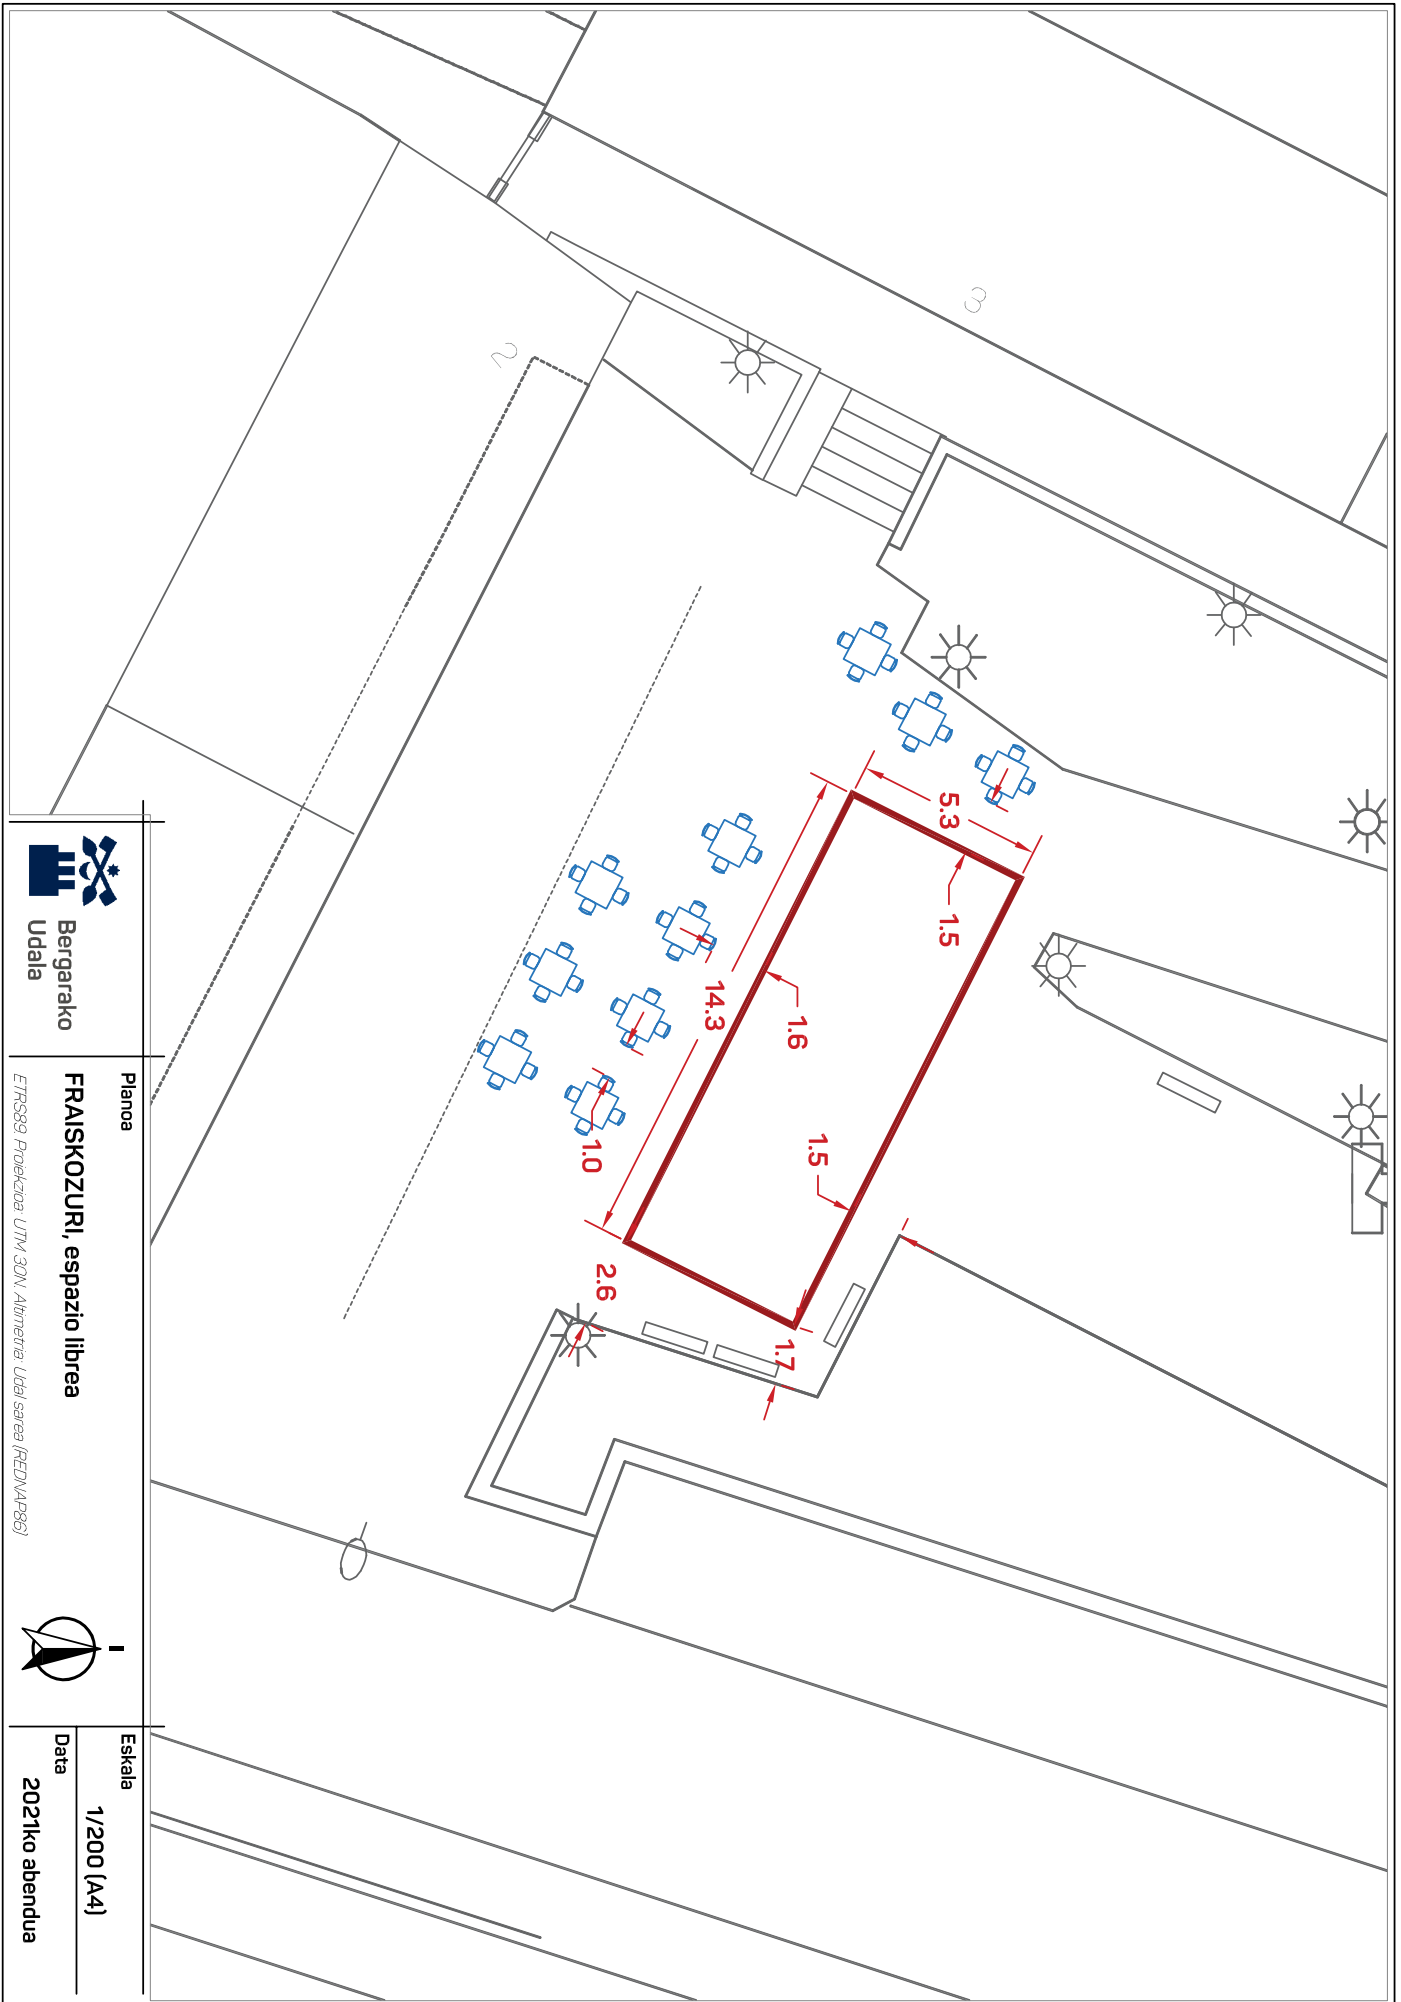 3
2
5.3
1.5
14.3
1.6
1.5
1.0
2.6
1.7
Bergarako
Udala
Planoa
FRAISKOZURI, espazio librea
ETRS89. Proiekzioa: UTM 30N. Altimetria: Udal sarea (REDNAP86)
Eskala
1/200 (A4)
Data
2021ko abendua